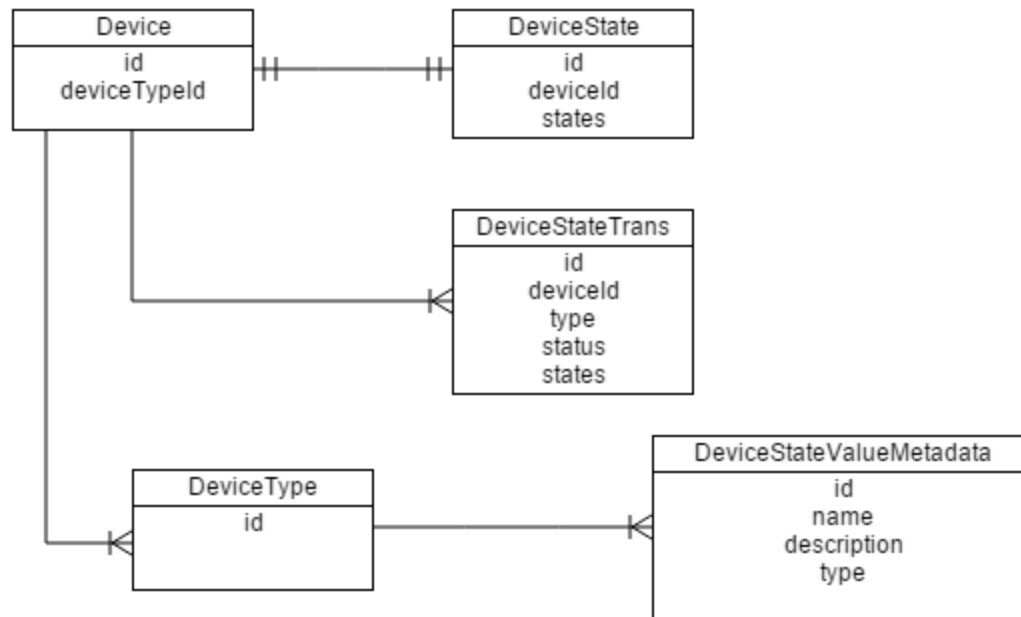 Device
id
deviceTypeId
DeviceState
id
deviceId
states
DeviceStateTrans
id
deviceId
type
status
states
DeviceType
id
DeviceStateValueMetadata
id
name
description
type